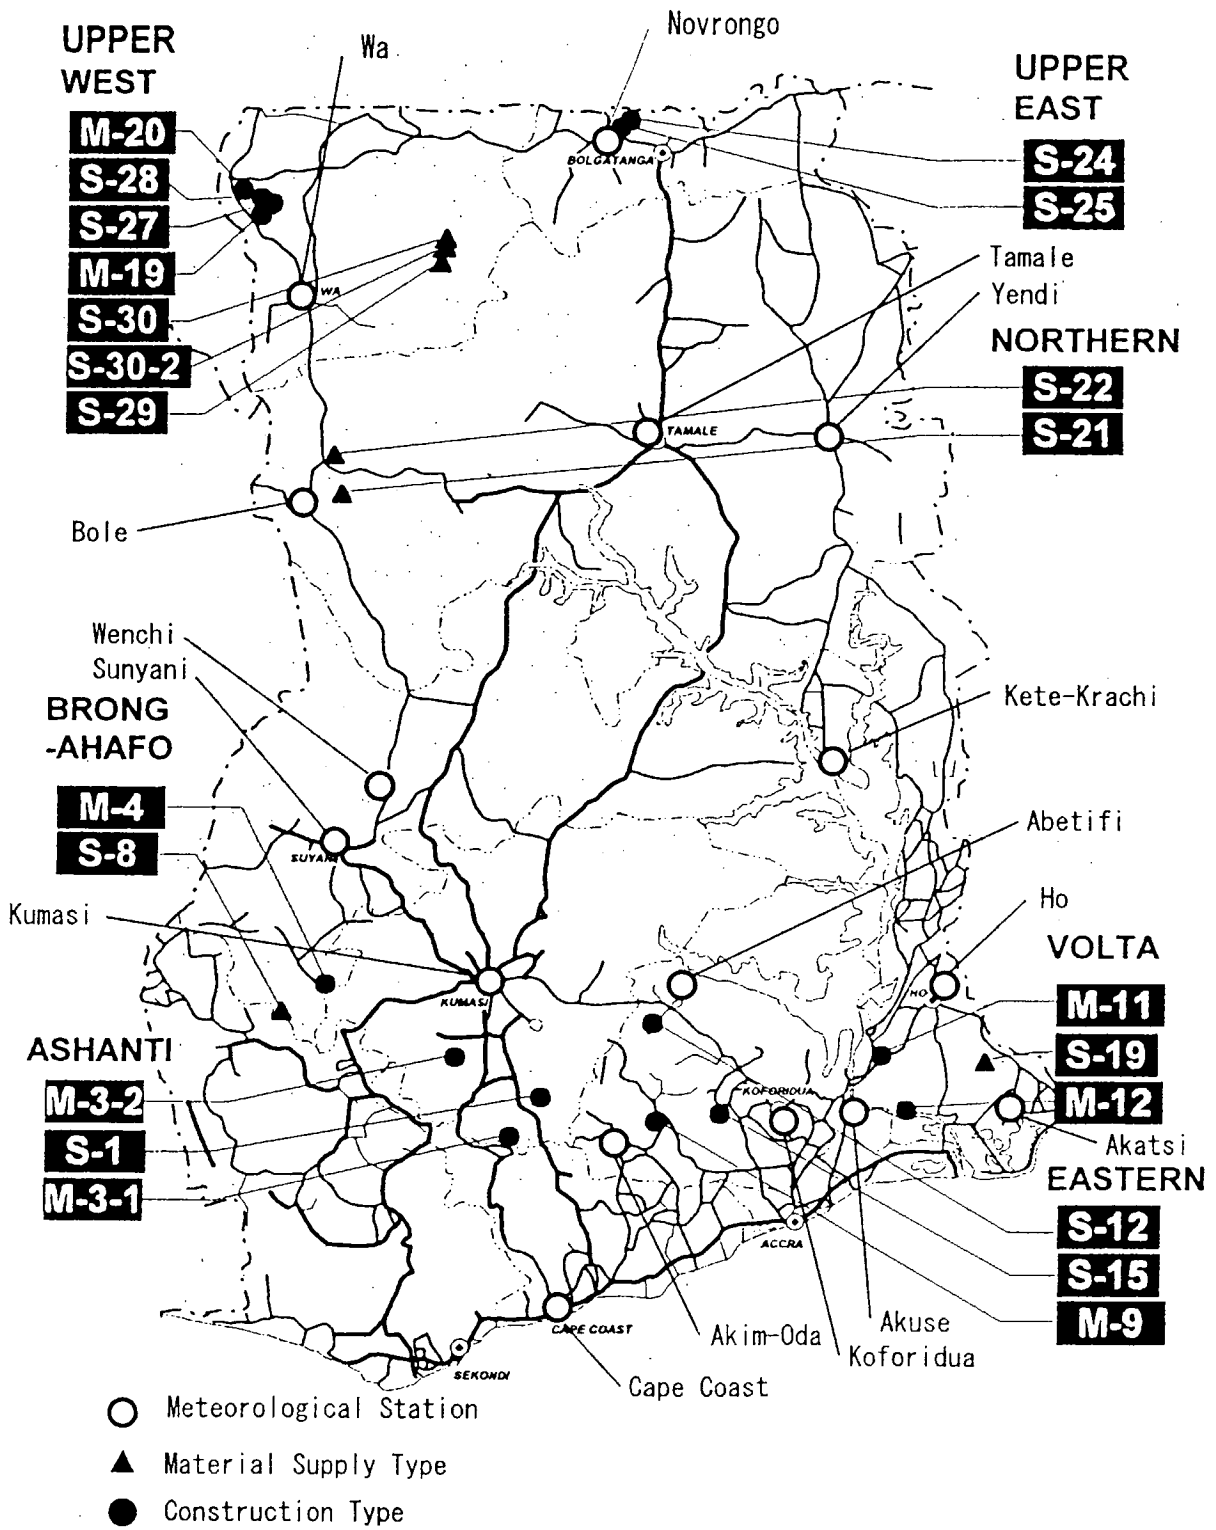 Novrongo
UPPER
WEST
Wa
UPPER
EAST
M-20
S-28
S-27
M-19
S-30
S-30-2
S-29
BOLGATANGA
S-24
S-25
WA
Tamale
Yendi
NORTHERN
S-22
S-21
TAMALE
Bole
Wenchi
Sunyani
BRONG
-AHAFO
Kete-Krachi
M-4
S-8
SUYANI
Abetifi
Kumasi
Ho
VOLTA
KUMASI
HO
M-11
S-19
M-12
ASHANTI
M-3-2
S-1
M-3-1
KOFORIDUA
Akatsi
EASTERN
S-12
S-15
M-9
ACCRA
CAPE COAST
Akim-Oda
Akuse
Koforidua
SEKONDI
Cape Coast
Meteorological Station
Material Supply Type
Construction Type